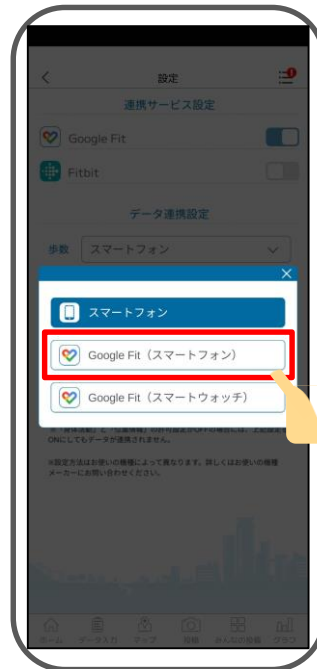 設定
連携サービス設定
Google Fit
Fitbit
データ連携設定
歩数 スマートフォン
スマートフォン
Google Fit（スマートフォン）
Google Fit（スマートウォッチ）
ONにしてもデータが連携されません。
※設定方法はお使いの機種によって異なります。詳しくはお使いの機種
メーカーにお問い合わせください。
ホーム データ入力 マップ 投稿 みんなの投稿 グラフ